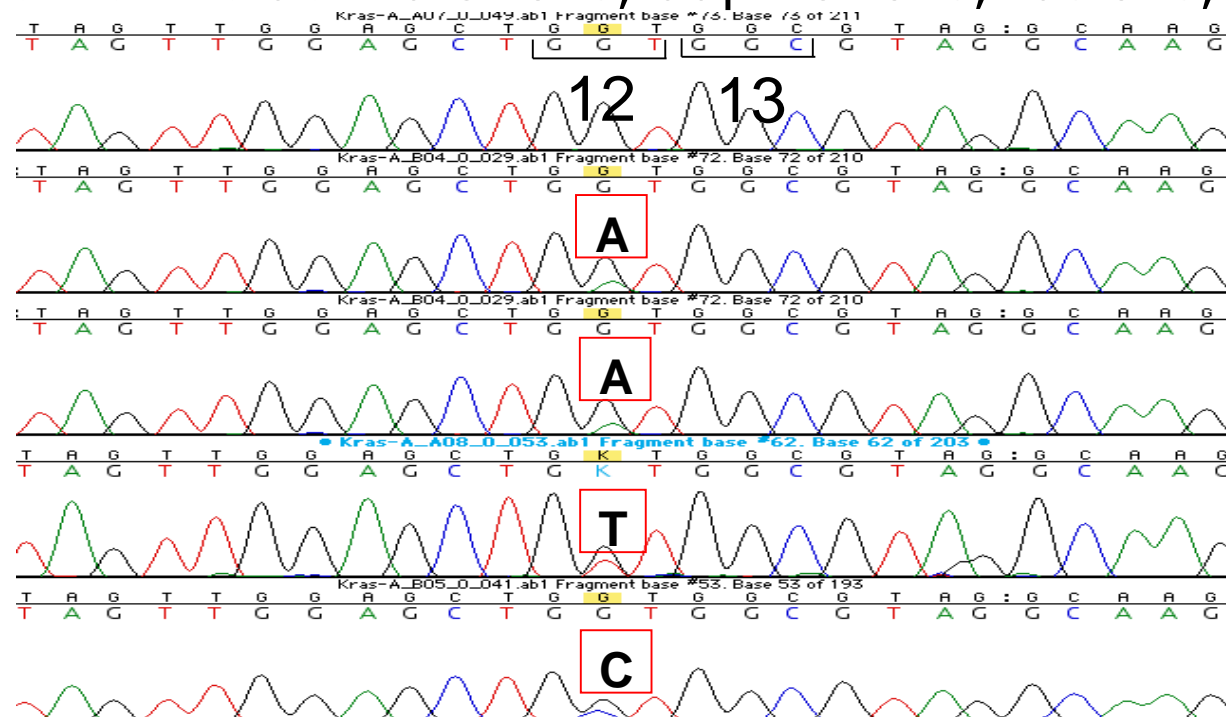 Kras-A_A07_0_049.ab1 Fragment base #73. Base 73 of 211
T A G T T G G A G C T G G T G G C G T A G : G C A A G
T A G T T G G A G C T G G T G G C G T A G G C A A G
12 13
Kras-A_B04_0_029.ab1 Fragment base #72. Base 72 of 210
: T A G T T G G A G C T G G T G G C G T A G : G C A A G
T A G T T G G A G C T G G T G G C G T A G G C A A G
A
Kras-A_B04_0_029.ab1 Fragment base #72. Base 72 of 210
: T A G T T G G A G C T G G T G G C G T A G : G C A A G
T A G T T G G A G C T G G T G G C G T A G G C A A G
A
Kras-A_A08_0_053.ab1 Fragment base #62. Base 62 of 203
T A G T T G G A G C T G K T G G C G T A G : G C A A G
T A G T T G G A G C T G K T G G C G T A G G C A A G
T
Kras-A_B05_0_041.ab1 Fragment base #53. Base 53 of 193
T A G T T G G A G C T G G T G G C G T A G : G C A A G
T A G T T G G A G C T G G T G G C G T A G G C A A G
C